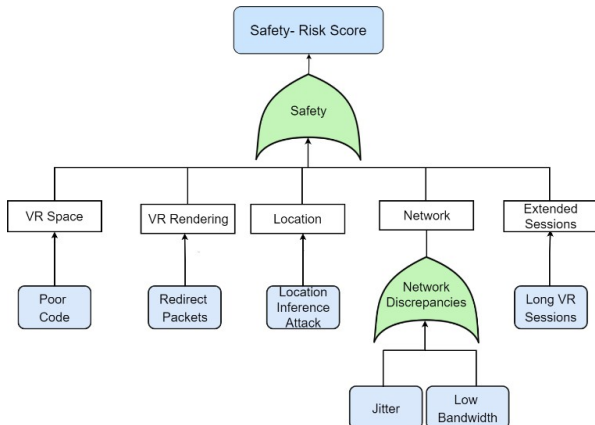 Safety- Risk Score
Safety
VR Space
VR Rendering
Location
Network
Extended
Sessions
Poor
Code
Redirect
Packets
Location
Inference
Attack
Network
Discrepancies
Long VR
Sessions
Jitter
Low
Bandwidth